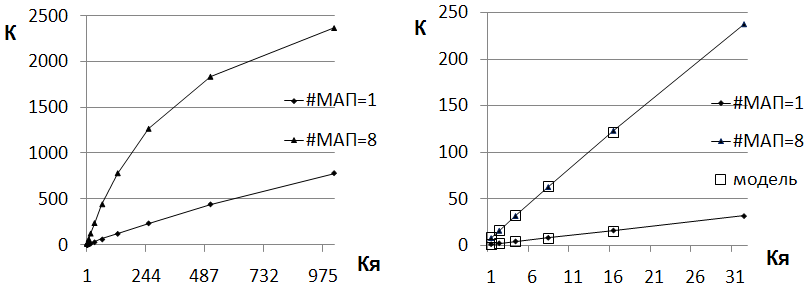 К
2500
2000
1500
1000
500
0
1 244 487 732 975
Кя
#МАП=1
#МАП=8
К
250
200
150
100
50
0
1 6 11 16 21 26 31
Кя
#МАП=1
#МАП=8
модель